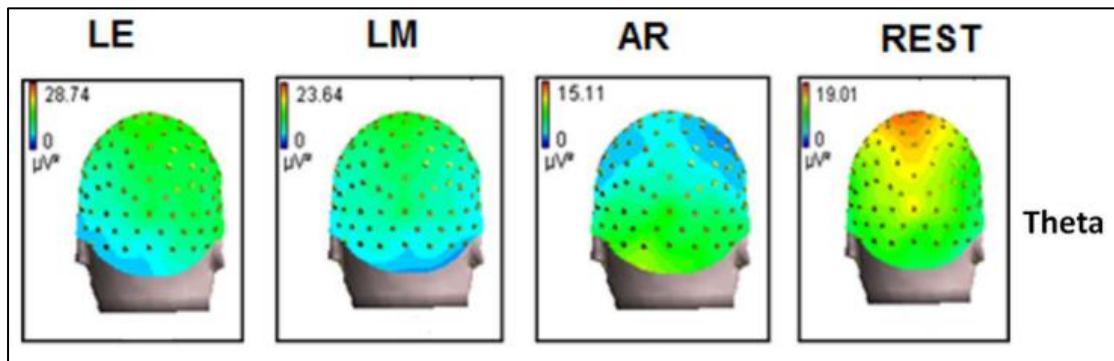 LE LM AR REST
28.74 23.64 15.11 19.01
0 0 0 0
µV² µV² µV² µV²
Theta